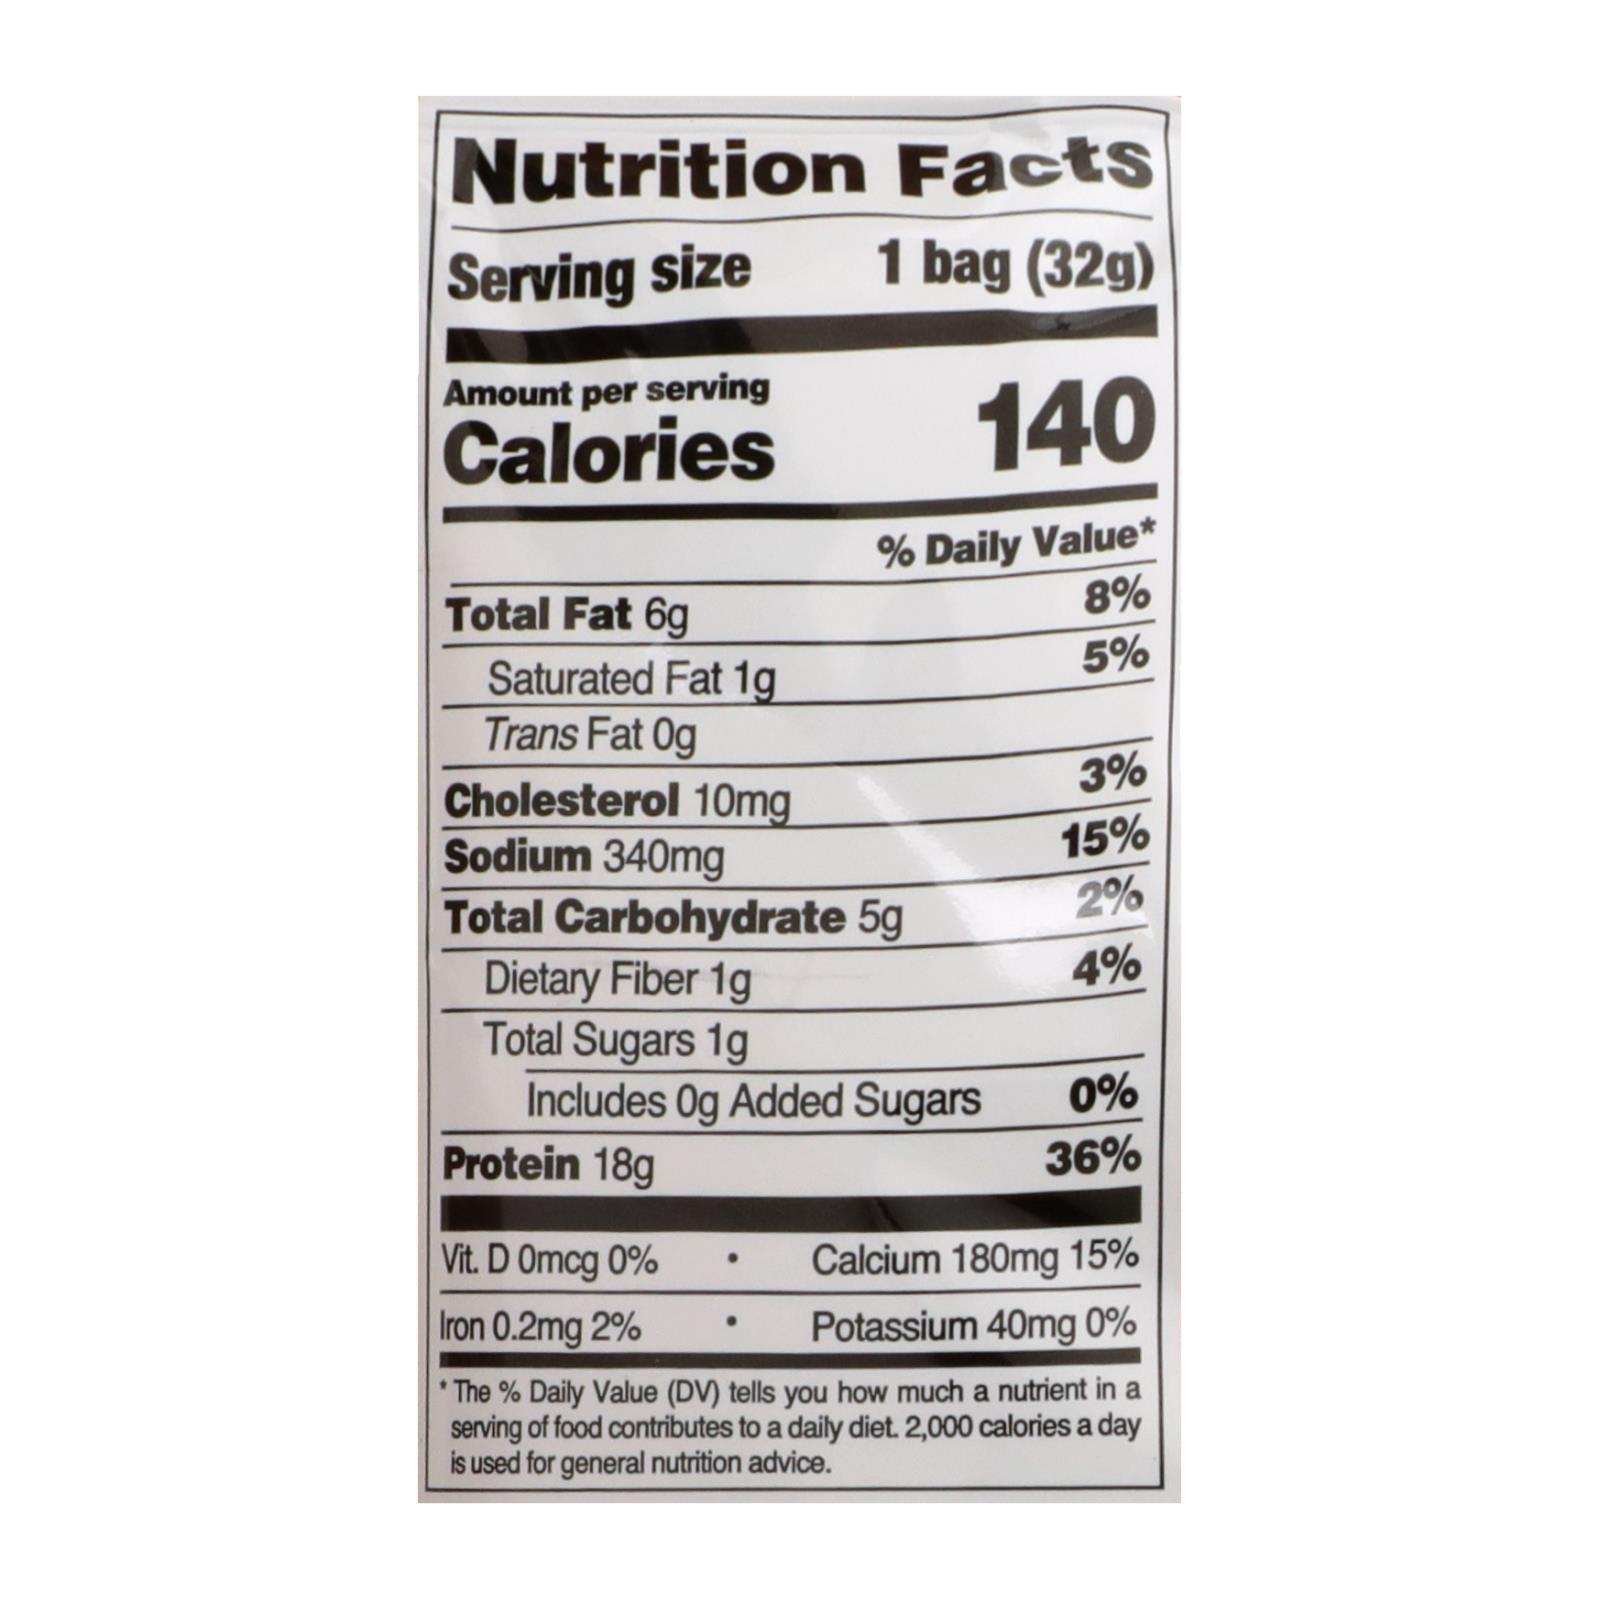 Nutrition Facts
Serving size 1 bag (32g)
Amount per serving
Calories 140
% Daily Value*
Total Fat 6g 8%
Saturated Fat 1g 5%
Trans Fat 0g
Cholesterol 10mg 3%
Sodium 340mg 15%
Total Carbohydrate 5g 2%
Dietary Fiber 1g 4%
Total Sugars 1g
Includes 0g Added Sugars 0%
Protein 18g 36%
Vit. D 0mcg 0% • Calcium 180mg 15%
Iron 0.2mg 2% • Potassium 40mg 0%
* The % Daily Value (DV) tells you how much a nutrient in a
serving of food contributes to a daily diet. 2,000 calories a day
is used for general nutrition advice.